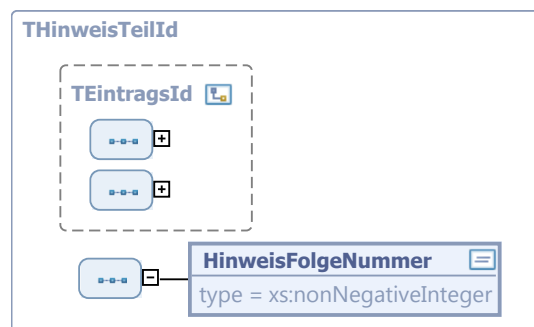 THinweisTeilId
TEintragsId
HinweisFolgeNummer
type = xs:nonNegativeInteger